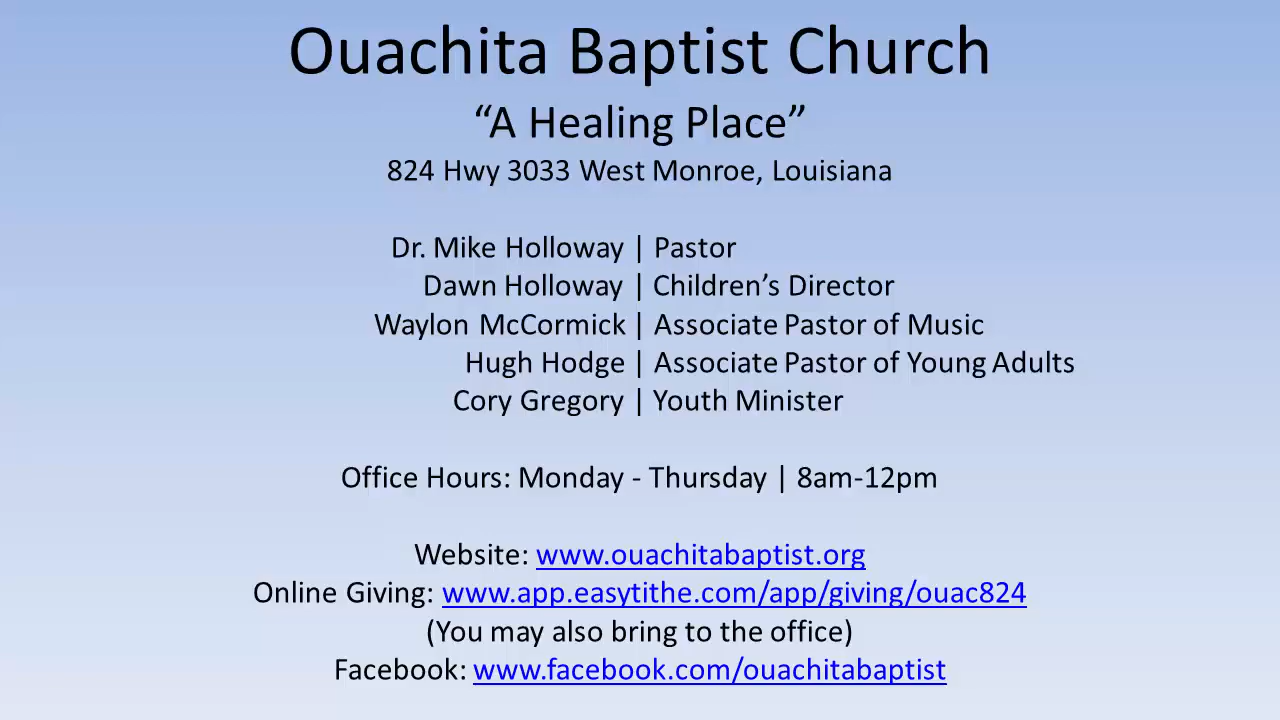 Ouachita Baptist Church
“A Healing Place”
824 Hwy 3033 West Monroe, Louisiana
Dr. Mike Holloway | Pastor
Dawn Holloway | Children’s Director
Waylon McCormick | Associate Pastor of Music
Hugh Hodge | Associate Pastor of Young Adults
Cory Gregory | Youth Minister
Office Hours: Monday - Thursday | 8am-12pm
Website: www.ouachitabaptist.org
Online Giving: www.app.easytithe.com/app/giving/ouac824
(You may also bring to the office)
Facebook: www.facebook.com/ouachitabaptist